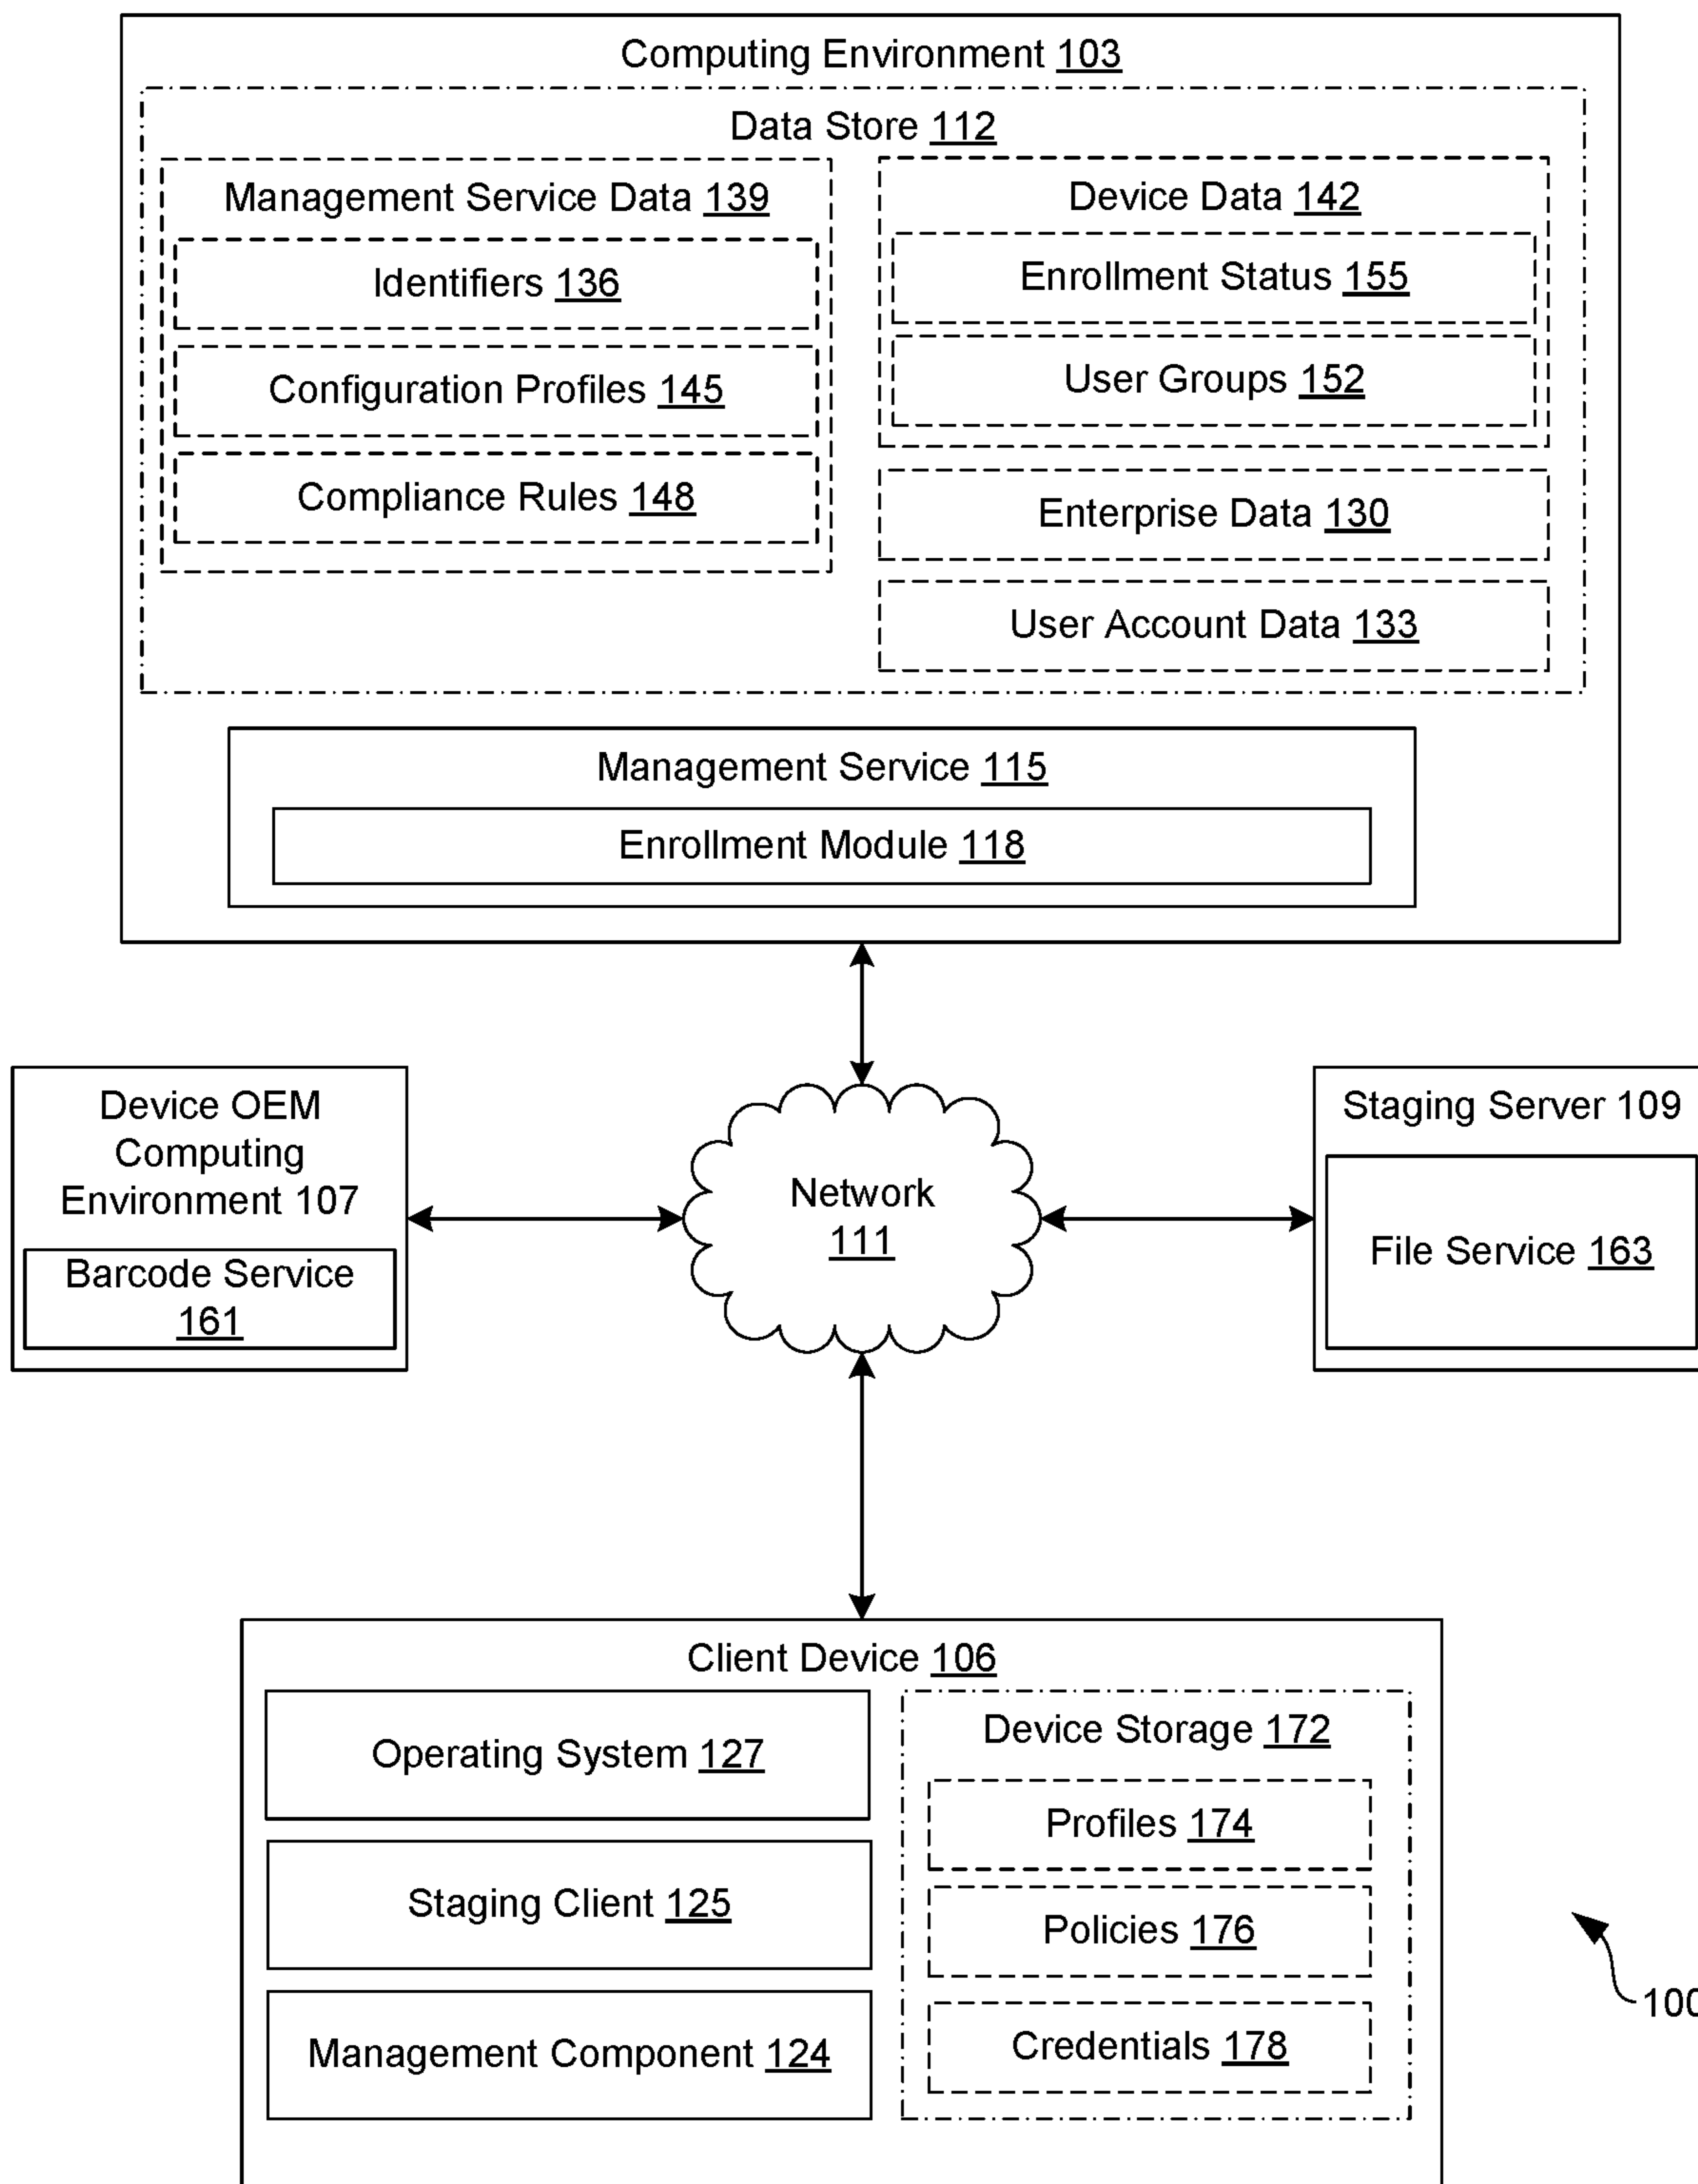 Computing Environment 103
Data Store 112
Management Service Data 139
Identifiers 136
Configuration Profiles 145
Compliance Rules 148
Device Data 142
Enrollment Status 155
User Groups 152
Enterprise Data 130
User Account Data 133
Management Service 115
Enrollment Module 118
Device OEM
Computing
Environment 107
Barcode Service
161
Network
111
Staging Server 109
File Service 163
Client Device 106
Operating System 127
Staging Client 125
Management Component 124
Device Storage 172
Profiles 174
Policies 176
Credentials 178
100